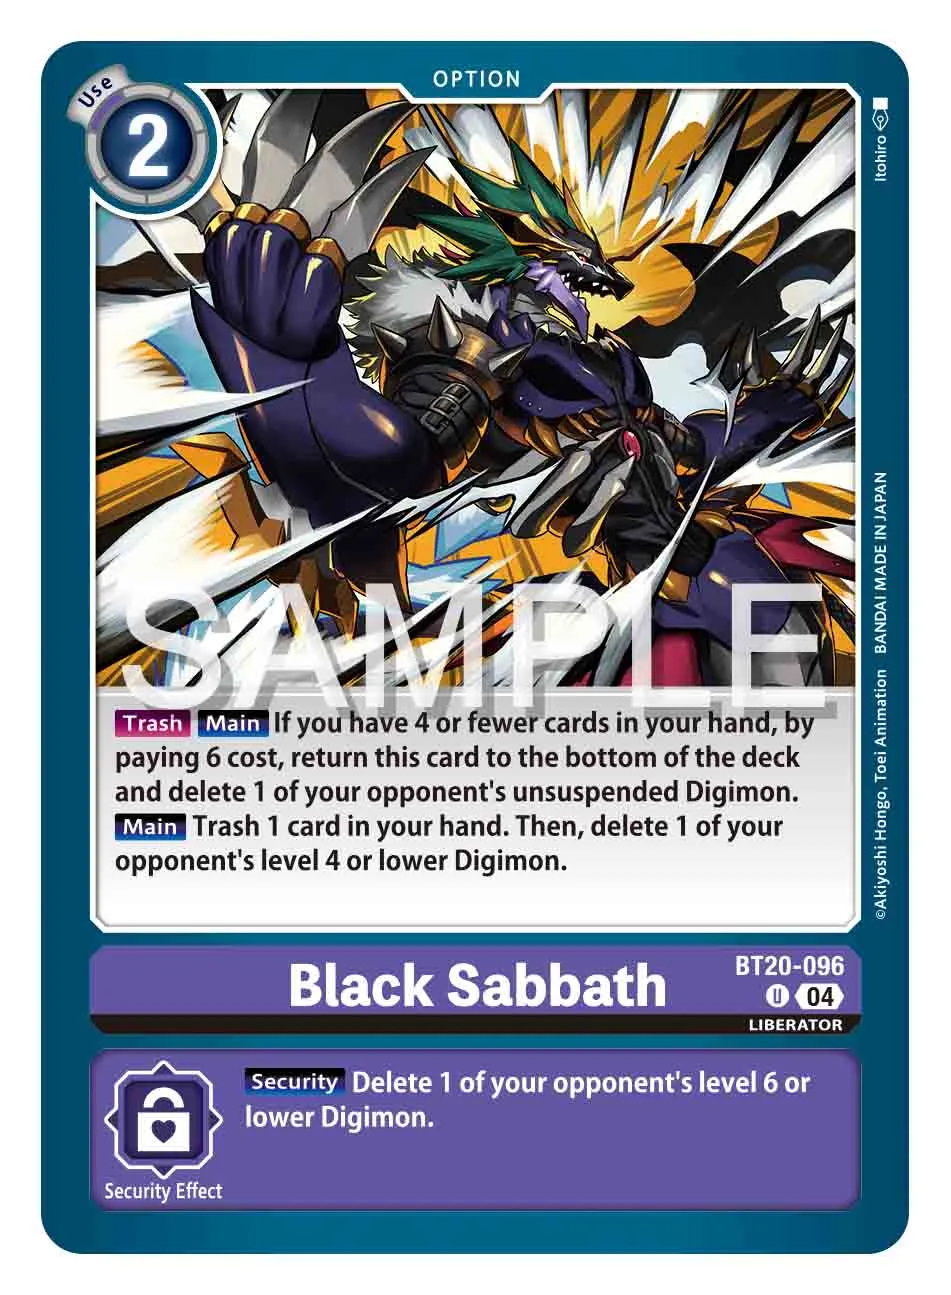 OPTION
Use
2
Itohiro
SAMPLE
Trash Main If you have 4 or fewer cards in your hand, by
paying 6 cost, return this card to the bottom of the deck
and delete 1 of your opponent's unsuspended Digimon.
Main Trash 1 card in your hand. Then, delete 1 of your
opponent's level 4 or lower Digimon.
©Akiyoshi Hongo, Toei Animation BANDAI MADE IN JAPAN
Black Sabbath
BT20-096
U 04
LIBERATOR
Security Delete 1 of your opponent's level 6 or
lower Digimon.
Security Effect